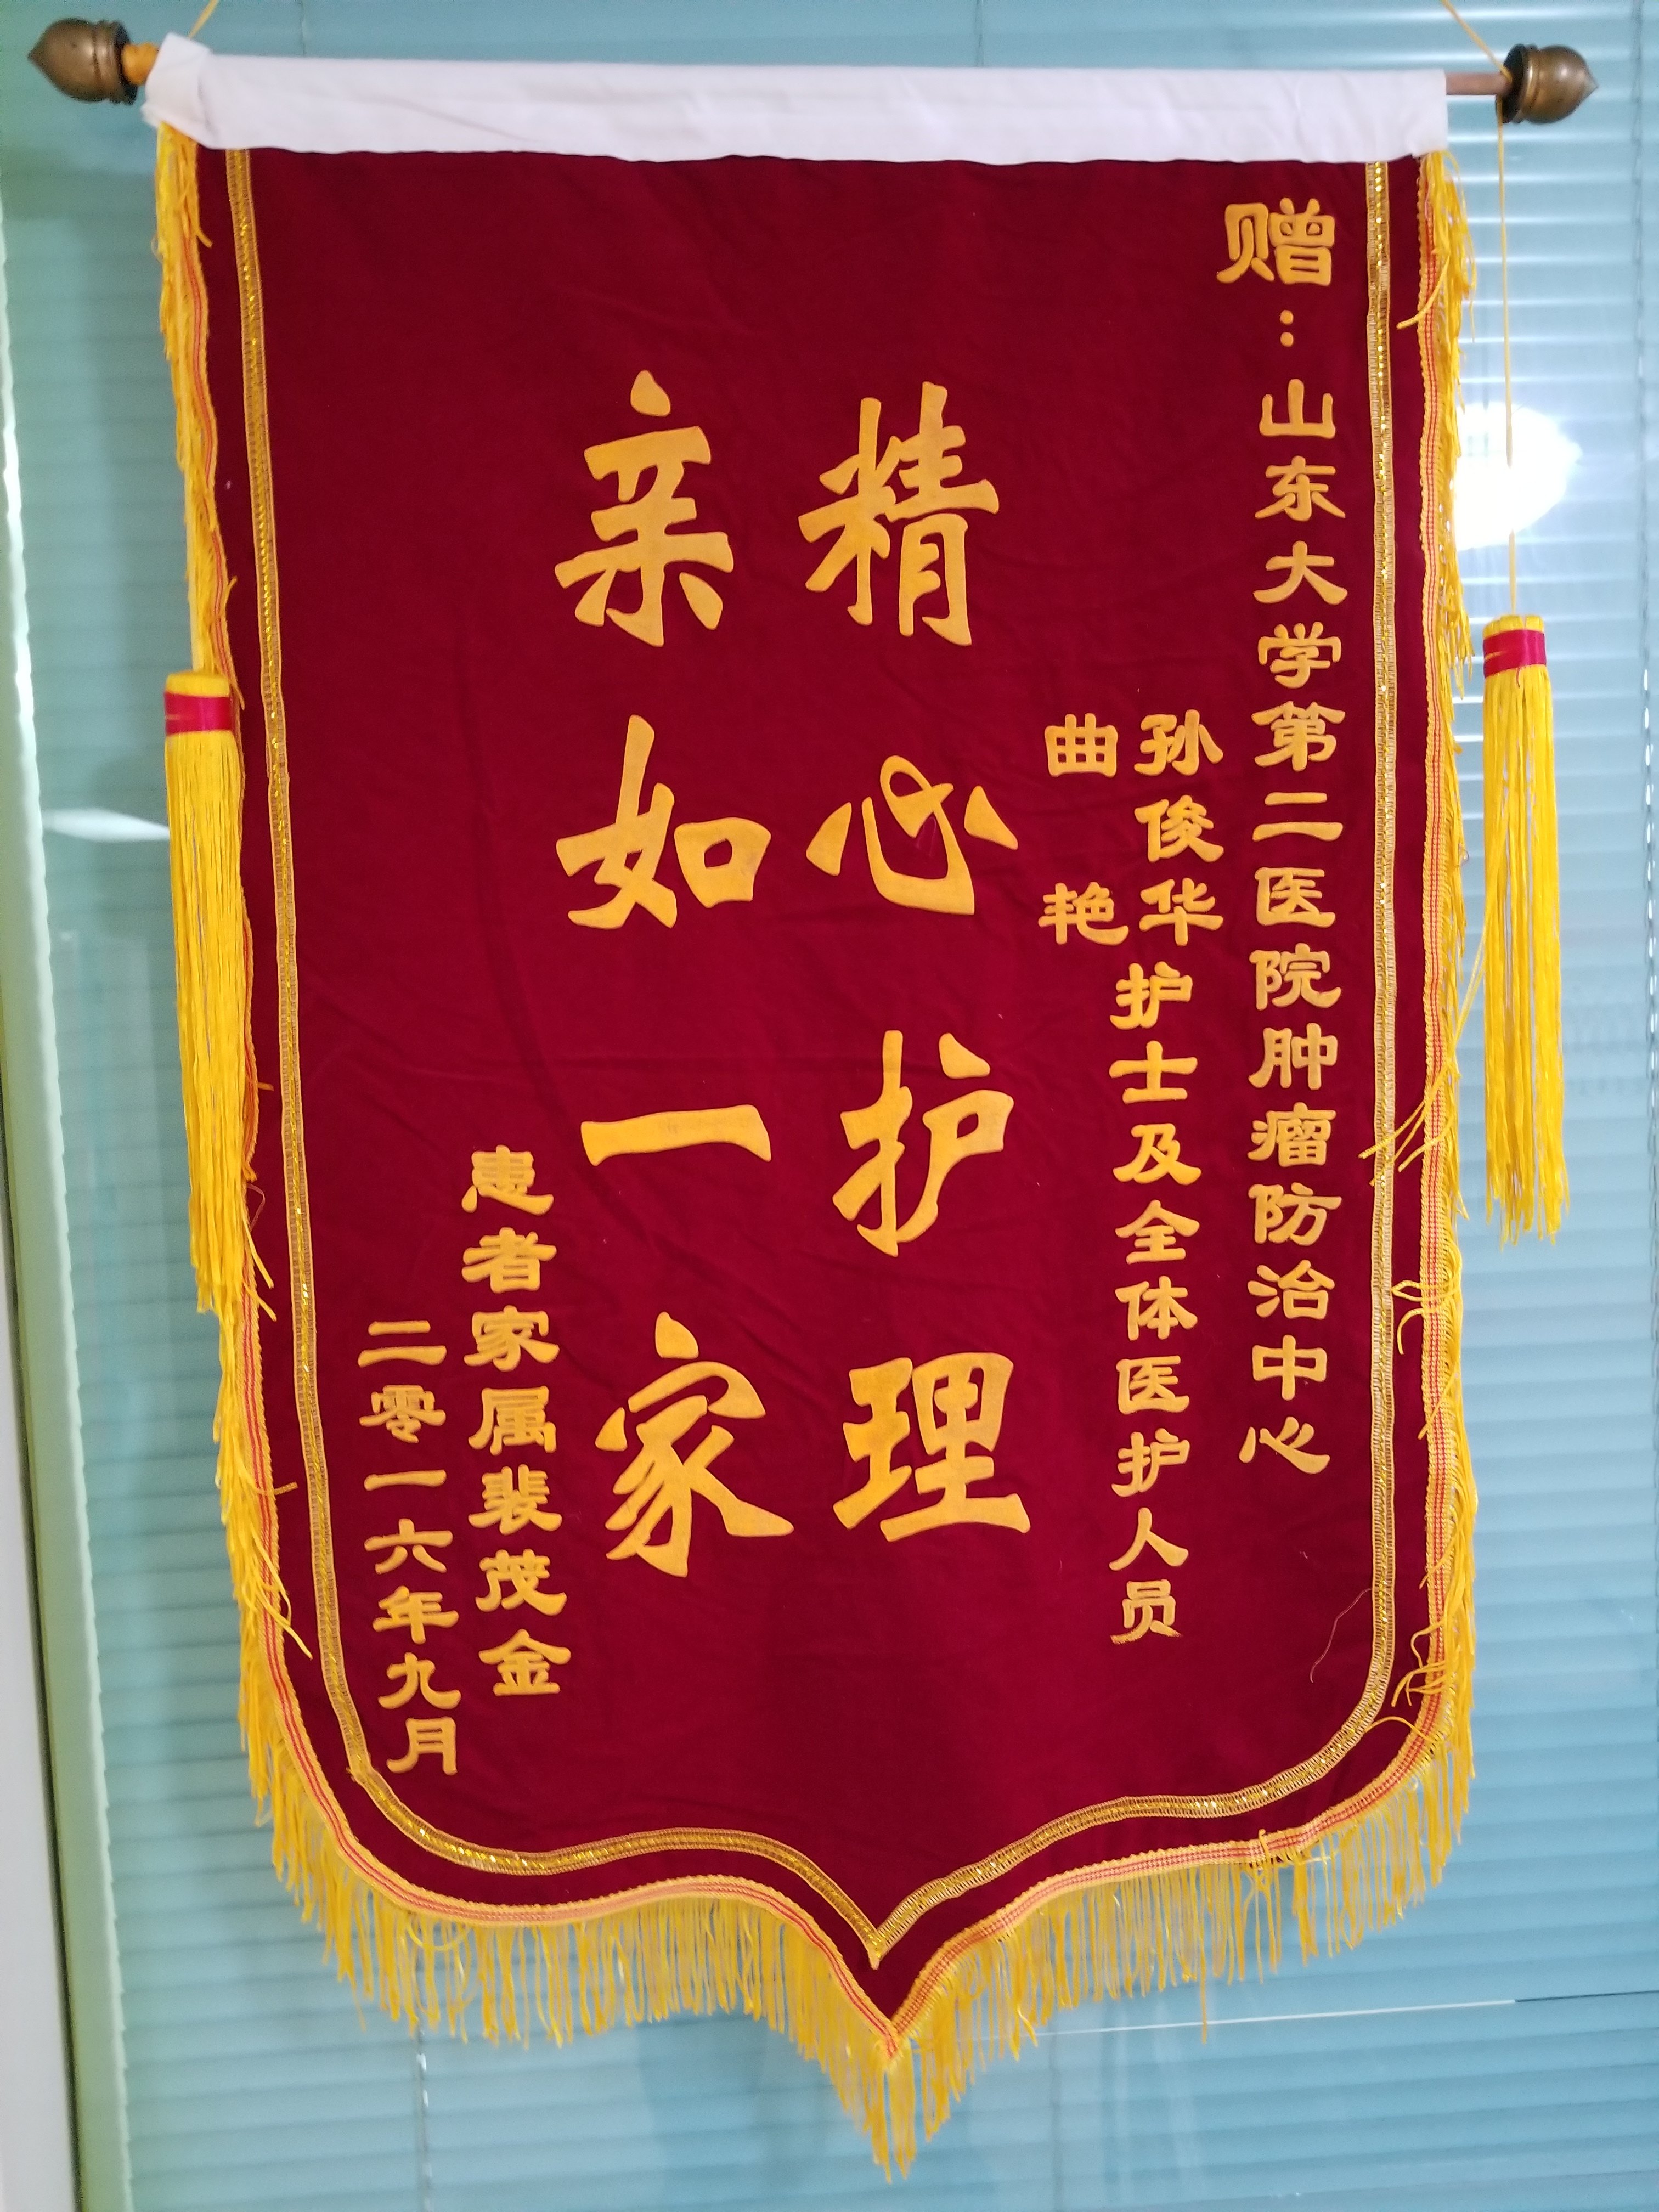 赠：山东大学第二医院肿瘤防治中心
孙俊华
曲艳
护士及全体医护人员
精心护理
亲如一家
患者家属裴茂金
二零一六年九月